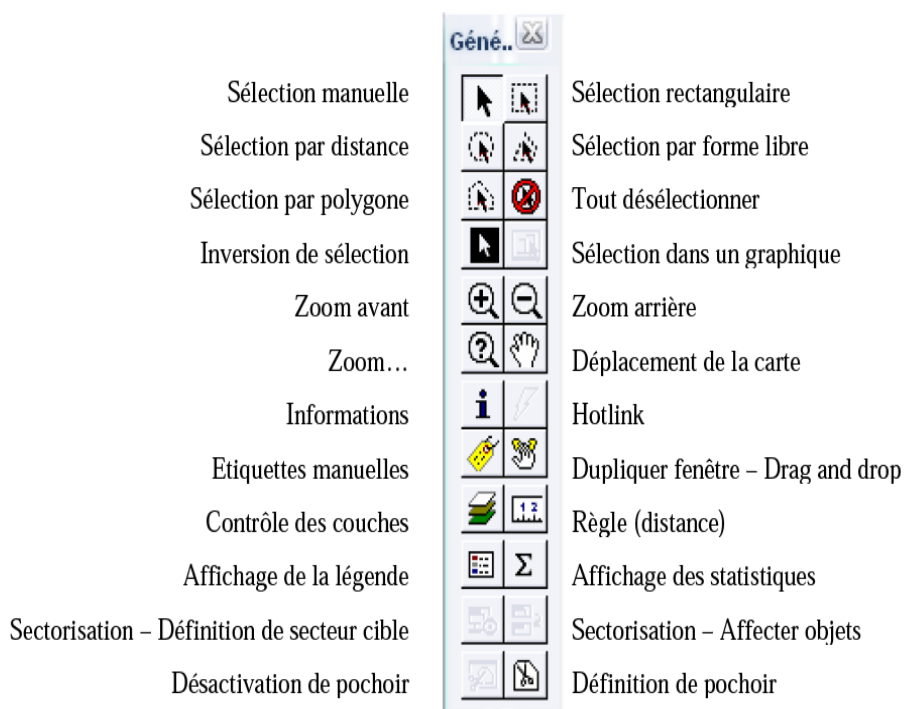 Géné..
Sélection manuelle
Sélection rectangulaire
Sélection par distance
Sélection par forme libre
Sélection par polygone
Tout désélectionner
Inversion de sélection
Sélection dans un graphique
Zoom avant
Zoom arrière
Zoom…
Déplacement de la carte
Informations
Hotlink
Etiquettes manuelles
Dupliquer fenêtre – Drag and drop
Contrôle des couches
1 2
Règle (distance)
Affichage de la légende
Σ
Affichage des statistiques
Sectorisation – Définition de secteur cible
Sectorisation – Affecter objets
Désactivation de pochoir
Définition de pochoir